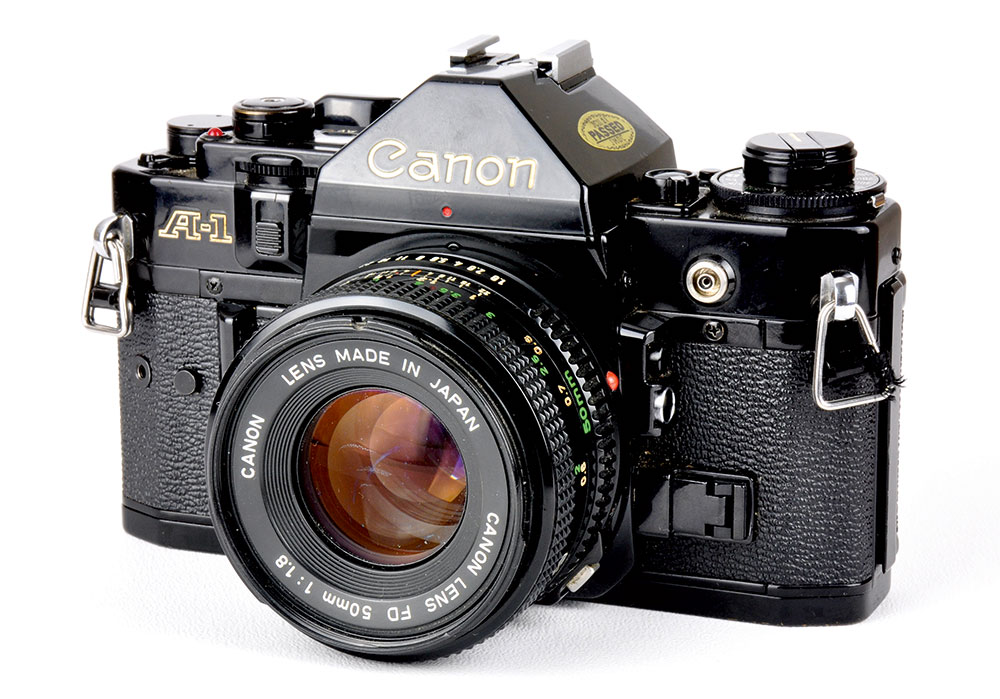 PASSED
Canon
A-1
50mm
LENS MADE IN JAPAN
CANON
CANON LENS FD 50mm 1:1.8